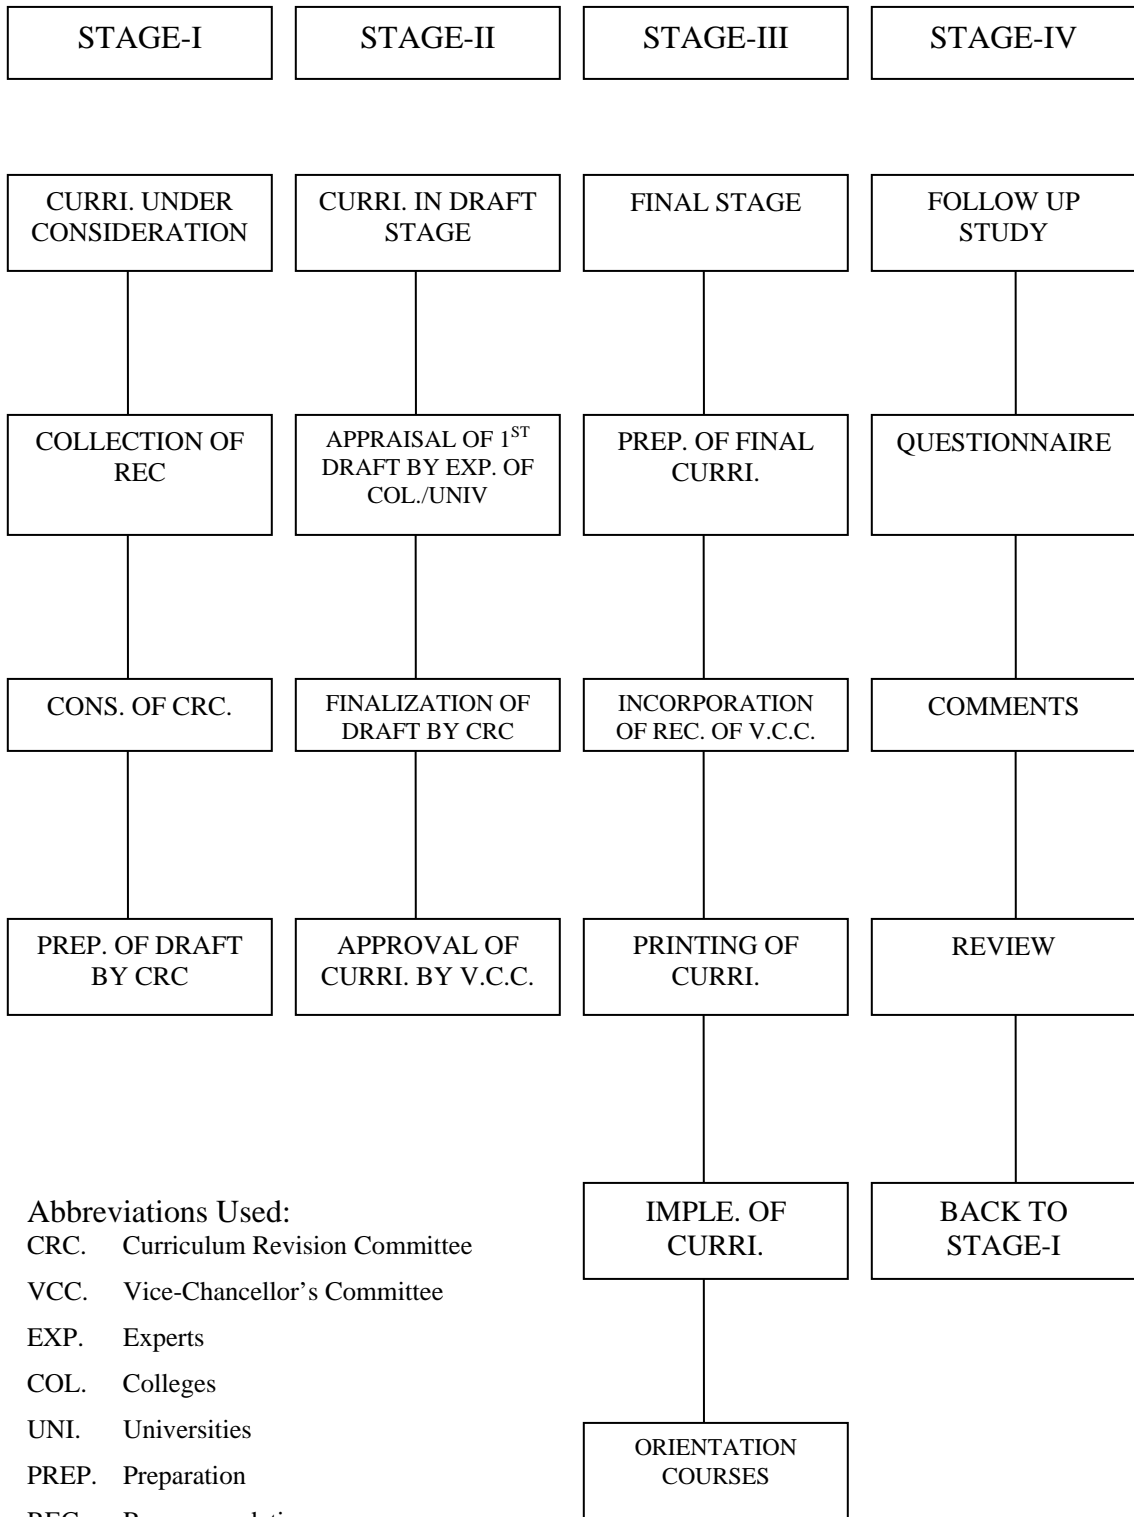 STAGE-I
STAGE-II
STAGE-III
STAGE-IV
CURRI. UNDER
CONSIDERATION
CURRI. IN DRAFT
STAGE
FINAL STAGE
FOLLOW UP
STUDY
COLLECTION OF
REC
APPRAISAL OF 1ST
DRAFT BY EXP. OF
COL./UNIV
PREP. OF FINAL
CURRI.
QUESTIONNAIRE
CONS. OF CRC.
FINALIZATION OF
DRAFT BY CRC
INCORPORATION
OF REC. OF V.C.C.
COMMENTS
PREP. OF DRAFT
BY CRC
APPROVAL OF
CURRI. BY V.C.C.
PRINTING OF
CURRI.
REVIEW
IMPLE. OF
CURRI.
BACK TO
STAGE-I
Abbreviations Used:
CRC. Curriculum Revision Committee
VCC. Vice-Chancellor’s Committee
EXP. Experts
COL. Colleges
UNI. Universities
PREP. Preparation
ORIENTATION
COURSES